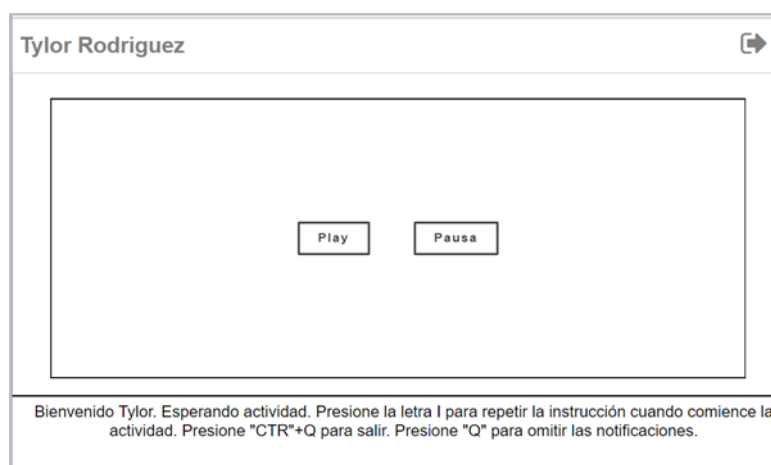 Tylor Rodriguez
Play Pausa
Bienvenido Tylor. Esperando actividad. Presione la letra I para repetir la instrucción cuando comience la
actividad. Presione "CTR"+Q para salir. Presione "Q" para omitir las notificaciones.